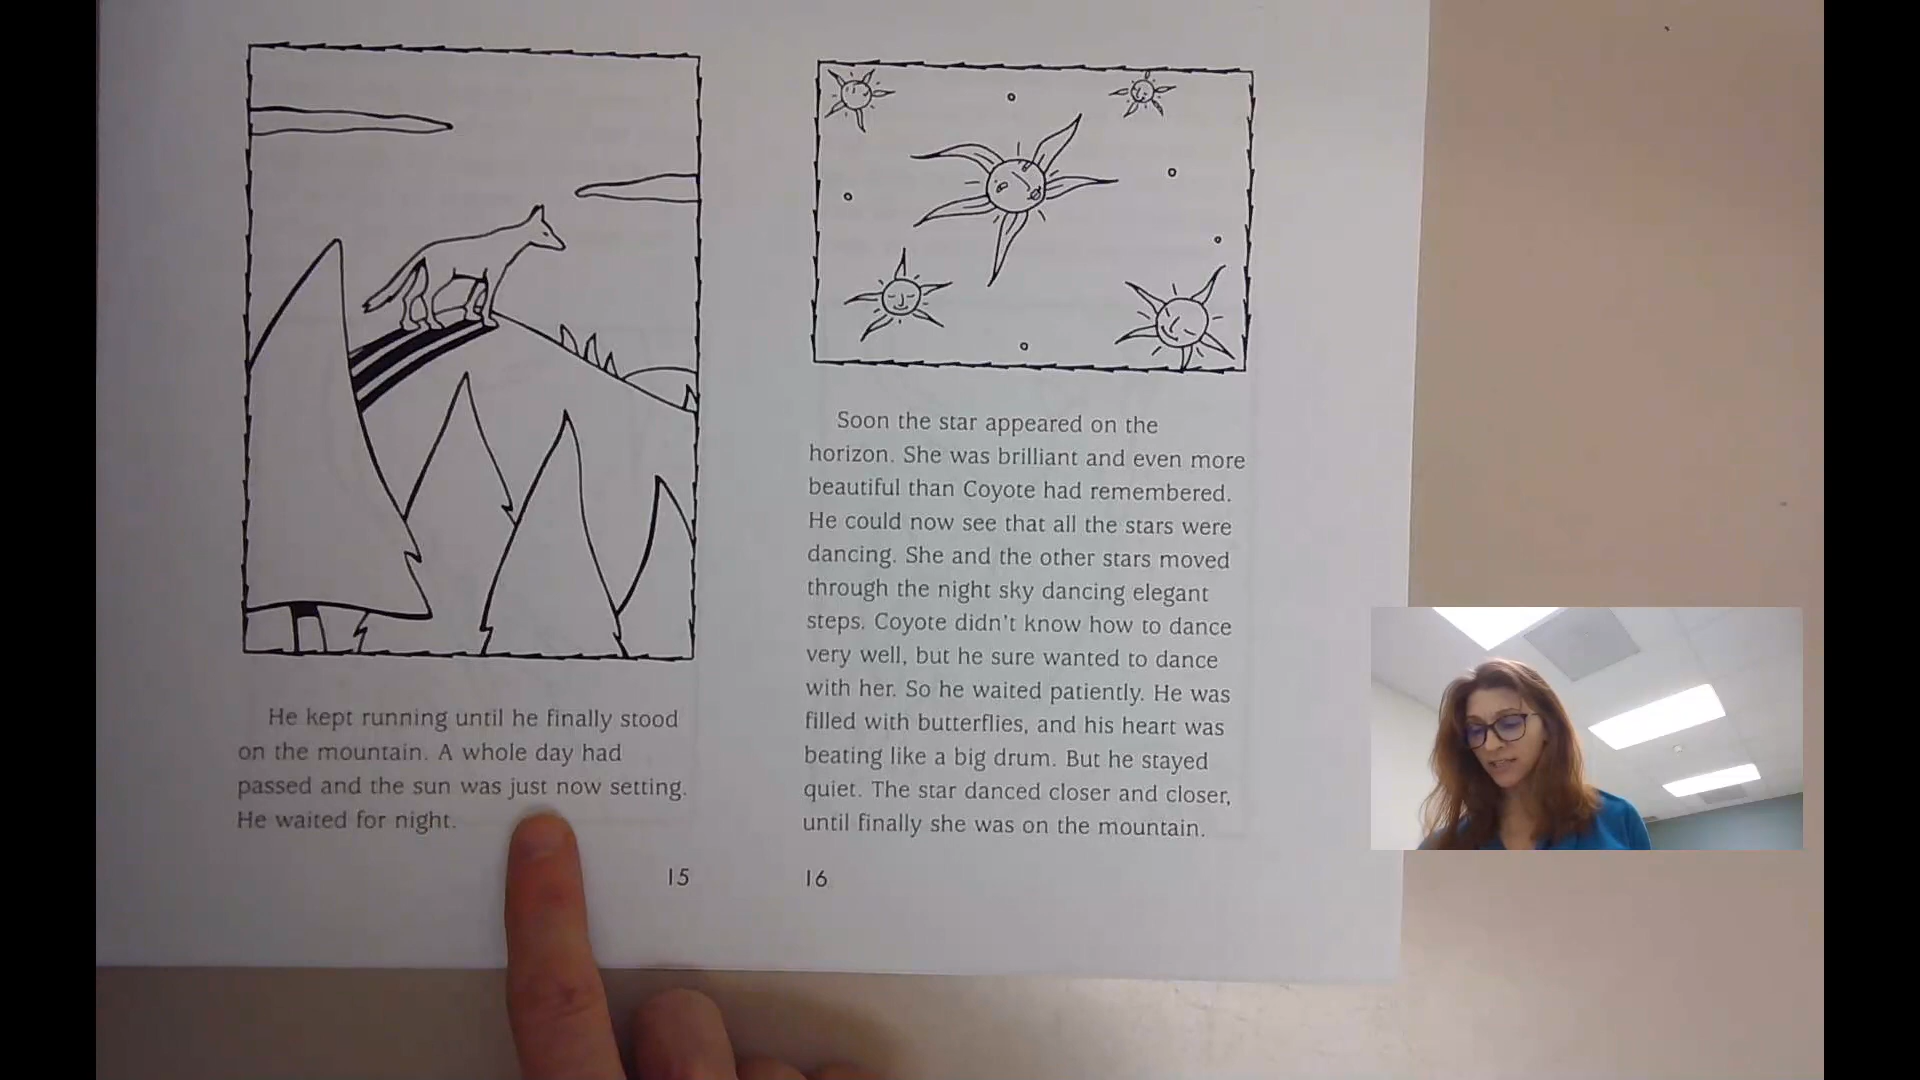 He kept running until he finally stood
on the mountain. A whole day had
passed and the sun was just now setting.
He waited for night.
15
Soon the star appeared on the
horizon. She was brilliant and even more
beautiful than Coyote had remembered.
He could now see that all the stars were
dancing. She and the other stars moved
through the night sky dancing elegant
steps. Coyote didn't know how to dance
very well, but he sure wanted to dance
with her. So he waited patiently. He was
filled with butterflies, and his heart was
beating like a big drum. But he stayed
quiet. The star danced closer and closer,
until finally she was on the mountain.
16